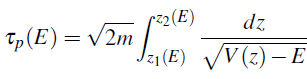 τ_p(E) = √2m ∫_{z_1(E)}^{z_2(E)} dz / √V(z) − E